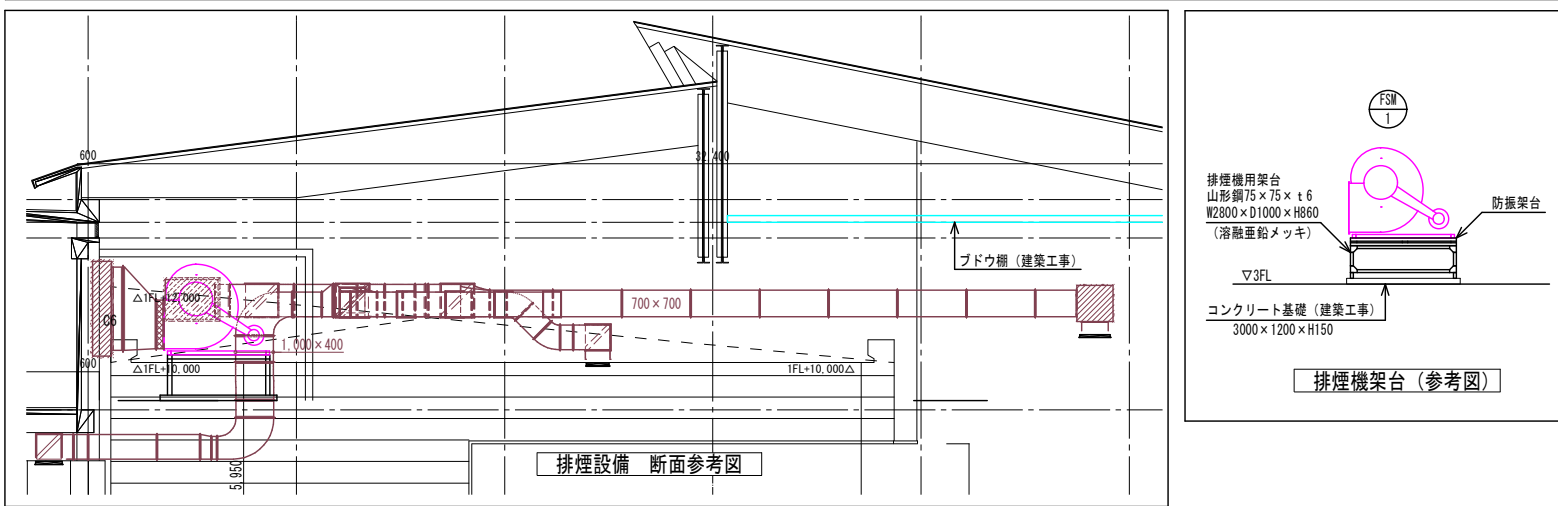 600
32,400
ブドウ棚（建築工事）
△1FL+12,000
C6
700×700
1,000×400
600
△1FL+10,000
1FL+10,000△
5,950
排煙設備　断面参考図
FSM
1
排煙機用架台
山形鋼75×75×t6
W2800×D1000×H860
（溶融亜鉛メッキ）
防振架台
▽3FL
コンクリート基礎（建築工事）
3000×1200×H150
排煙機架台（参考図）